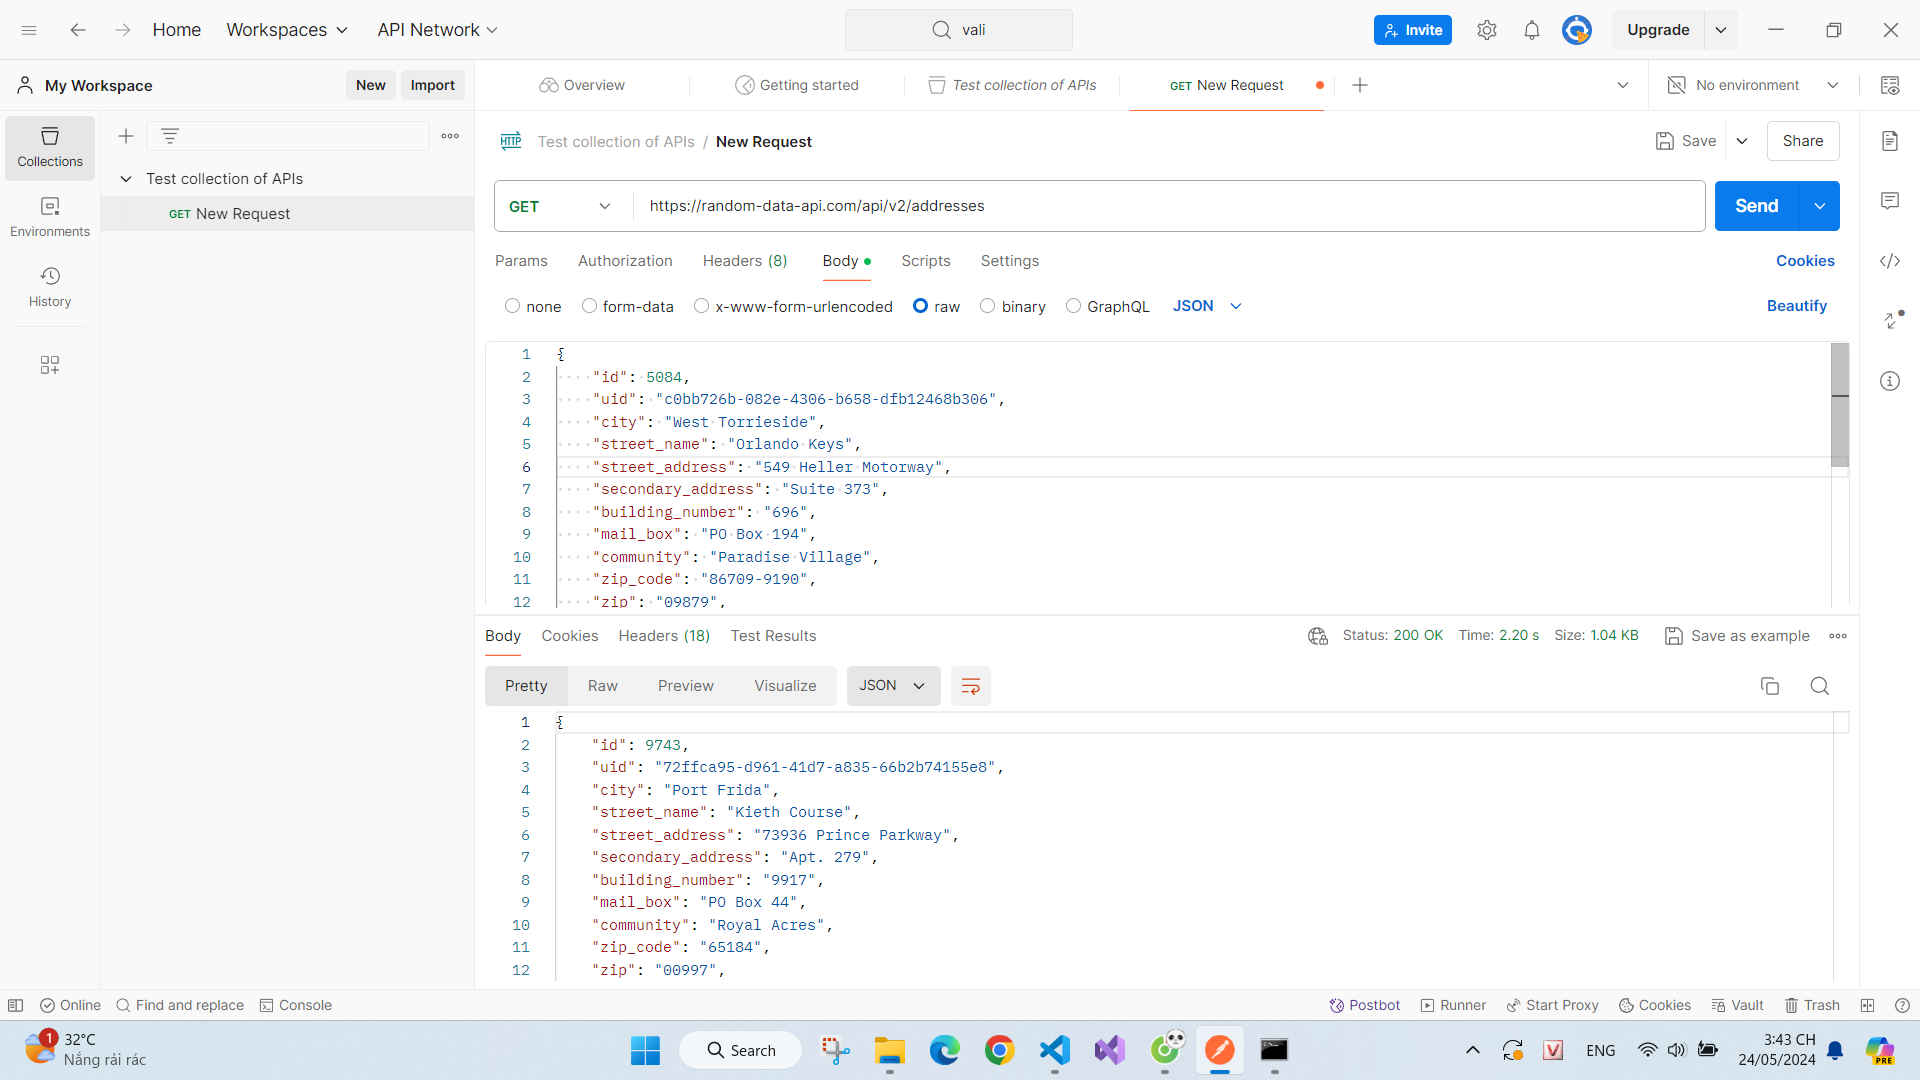 Home Workspaces API Network vali Invite Upgrade
My Workspace New Import Overview Getting started Test collection of APIs GET New Request No environment
Collections
Environments
History
Test collection of APIs
GET New Request
HTTP Test collection of APIs / New Request Save Share
GET https://random-data-api.com/api/v2/addresses Send
Params Authorization Headers (8) Body Scripts Settings Cookies
none form-data x-www-form-urlencoded raw binary GraphQL JSON Beautify
1 {
2 ····"id":·5084,
3 ····"uid":·"c0bb726b-082e-4306-b658-dfb12468b306",
4 ····"city":·"West·Torrieside",
5 ····"street_name":·"Orlando·Keys",
6 ····"street_address":·"549·Heller·Motorway",
7 ····"secondary_address":·"Suite·373",
8 ····"building_number":·"696",
9 ····"mail_box":·"PO·Box·194",
10 ····"community":·"Paradise·Village",
11 ····"zip_code":·"86709-9190",
12 ····"zip":·"09879",
Body Cookies Headers (18) Test Results Status: 200 OK Time: 2.20 s Size: 1.04 KB Save as example
Pretty Raw Preview Visualize JSON
1 {
2 "id": 9743,
3 "uid": "72ffca95-d961-41d7-a835-66b2b74155e8",
4 "city": "Port Frida",
5 "street_name": "Kieth Course",
6 "street_address": "73936 Prince Parkway",
7 "secondary_address": "Apt. 279",
8 "building_number": "9917",
9 "mail_box": "PO Box 44",
10 "community": "Royal Acres",
11 "zip_code": "65184",
12 "zip": "00997",
Online Find and replace Console Postbot Runner Start Proxy Cookies Vault Trash
1 32°C
Nắng rải rác
Search
V ENG
3:43 CH
24/05/2024
PRE